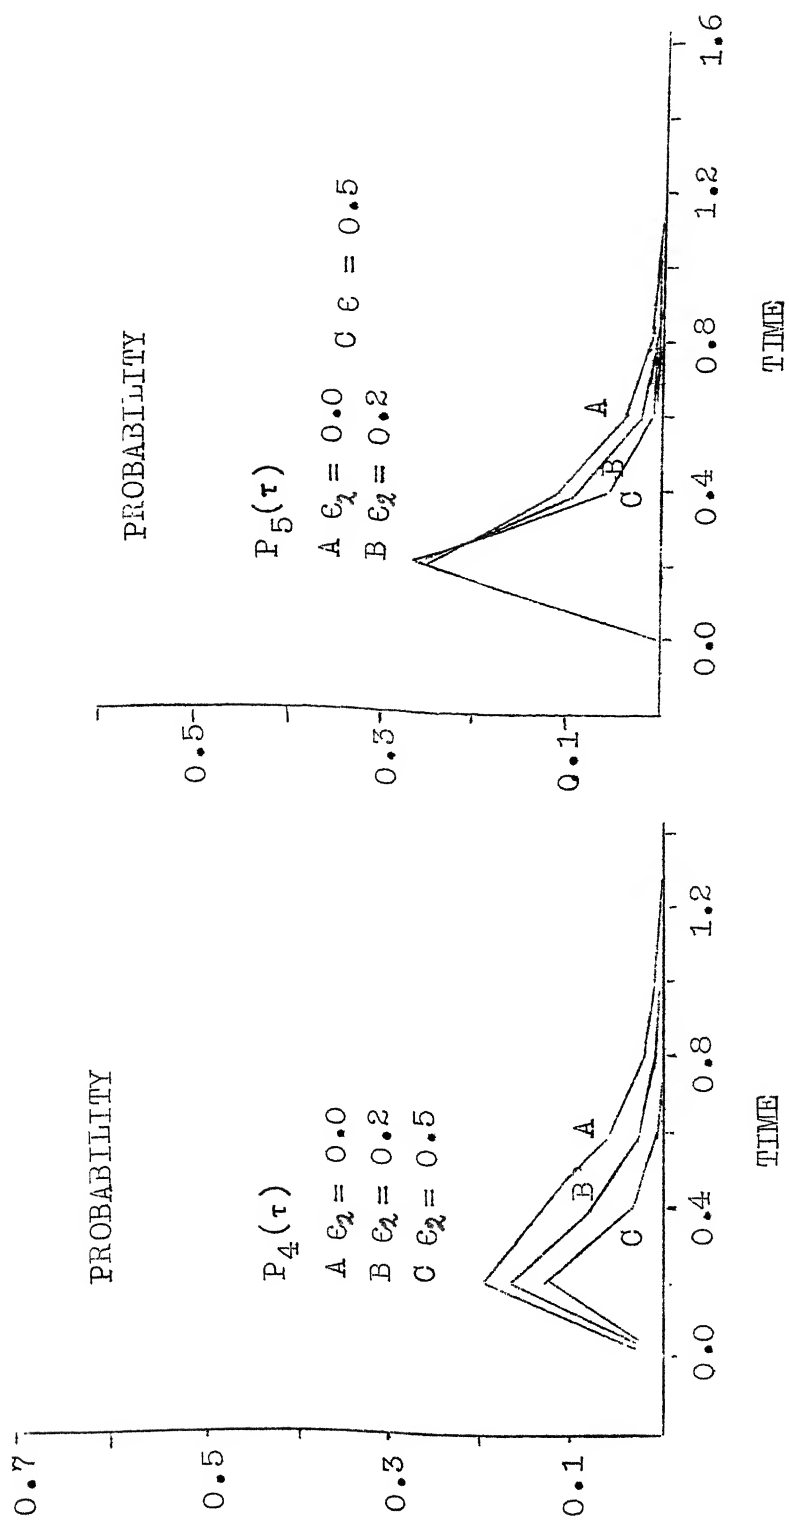 PROBABILITY
P4(τ)
A ϵ2 = 0.0
B ϵ2 = 0.2
C ϵ2 = 0.5
0.7
0.5
0.3
0.1
A
B
C
0.0
0.4
0.8
1.2
TIME
PROBABILITY
P5(τ)
A ϵ2 = 0.0 C ϵ = 0.5
B ϵ2 = 0.2
0.5
0.3
0.1
A
B
C
0.0
0.4
0.8
1.2
1.6
TIME